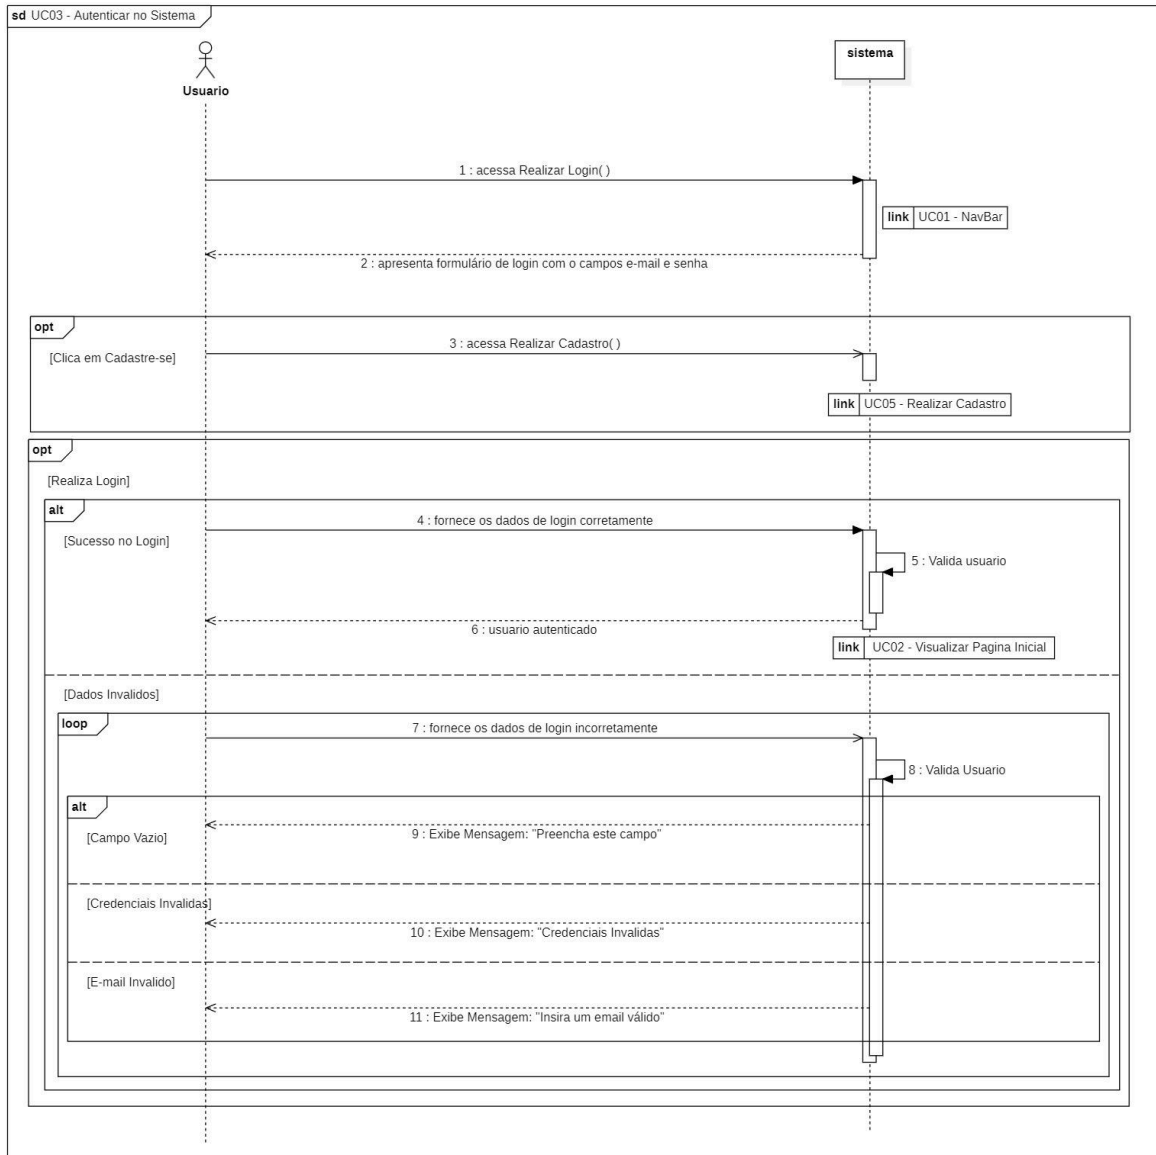 sd UC03 - Autenticar no Sistema
sistema
Usuario
1 : acessa Realizar Login( )
link UC01 - NavBar
2 : apresenta formulário de login com o campos e-mail e senha
opt
3 : acessa Realizar Cadastro( )
[Clica em Cadastre-se]
link UC05 - Realizar Cadastro
opt
[Realiza Login]
alt
4 : fornece os dados de login corretamente
[Sucesso no Login]
5 : Valida usuario
6 : usuario autenticado
link UC02 - Visualizar Pagina Inicial
[Dados Invalidos]
loop
7 : fornece os dados de login incorretamente
8 : Valida Usuario
alt
9 : Exibe Mensagem: "Preencha este campo"
[Campo Vazio]
[Credenciais Invalidas]
10 : Exibe Mensagem: "Credenciais Invalidas"
[E-mail Invalido]
11 : Exibe Mensagem: "Insira um email válido"